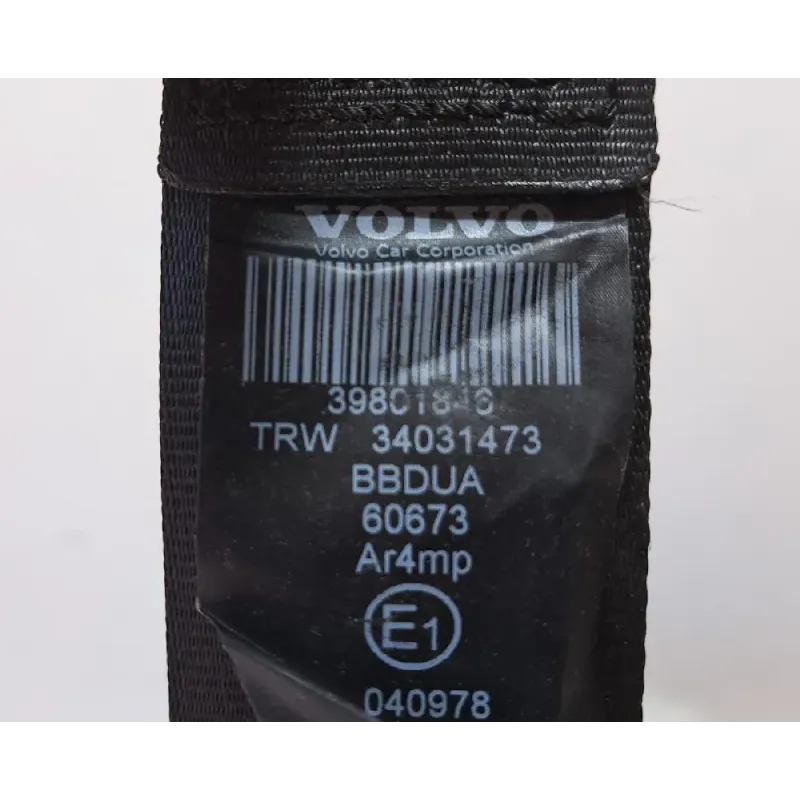 VOLVO
Volvo Car Corporation
TRW 34031473
BBDUA
60673
Ar4mp
E1
040978